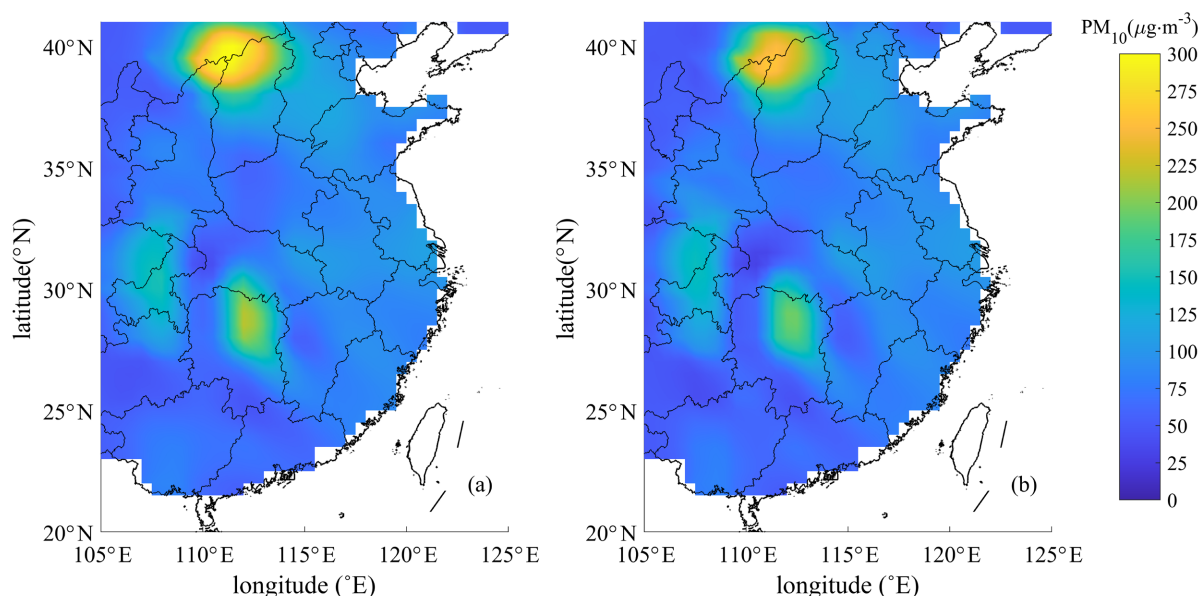 PM10(μg·m-3)
40°N
35°N
30°N
25°N
20°N
latitude(°N)
105°E 110°E 115°E 120°E 125°E
longitude (°E)
(a)
40°N
35°N
30°N
25°N
20°N
latitude(°N)
105°E 110°E 115°E 120°E 125°E
longitude (°E)
(b)
300
275
250
225
200
175
150
125
100
75
50
25
0